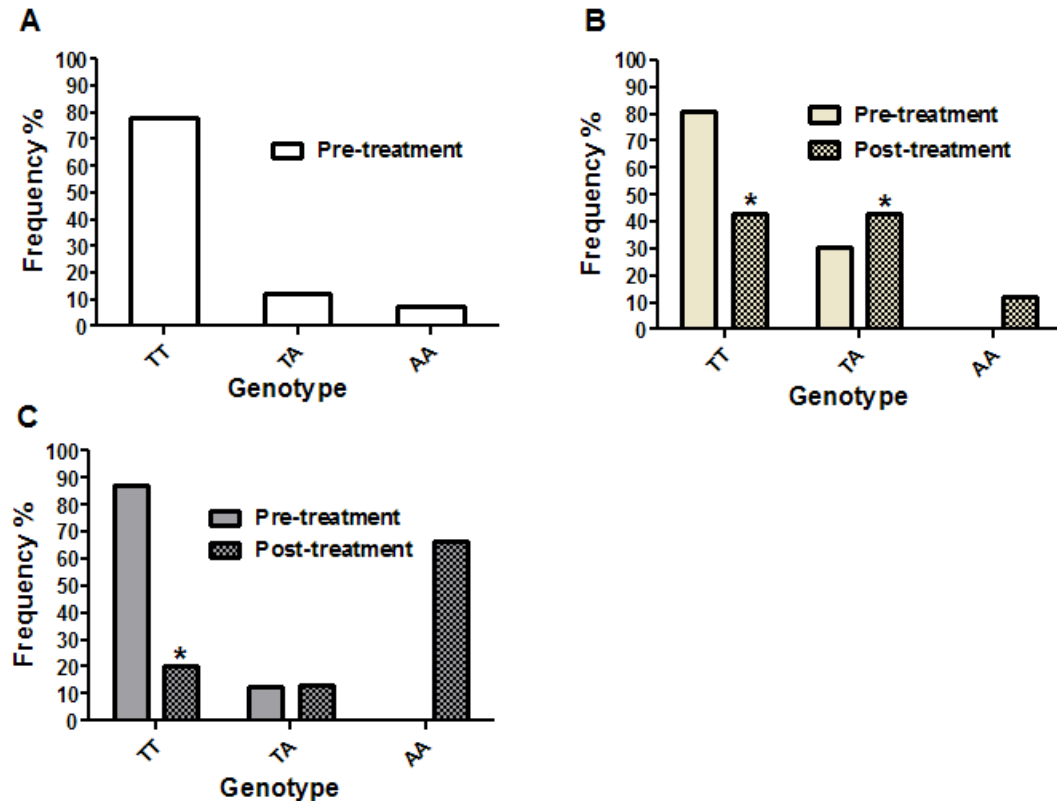 A
Frequency %
100
90
80
70
60
50
40
30
20
10
0
Pre-treatment
TT
TA
AA
Genotype
B
Frequency %
100
90
80
70
60
50
40
30
20
10
0
Pre-treatment
Post-treatment
*
*
TT
TA
AA
Genotype
C
Frequency %
100
90
80
70
60
50
40
30
20
10
0
Pre-treatment
Post-treatment
*
TT
TA
AA
Genotype